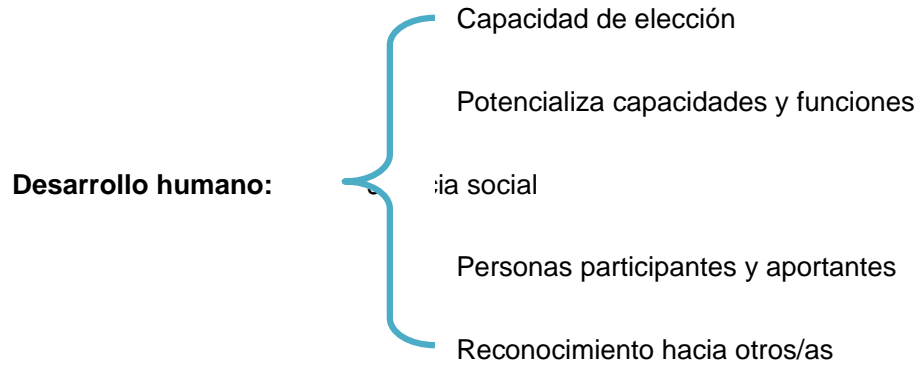 Capacidad de elección
Potencializa capacidades y funciones
Desarrollo humano:
social
Personas participantes y aportantes
Reconocimiento hacia otros/as